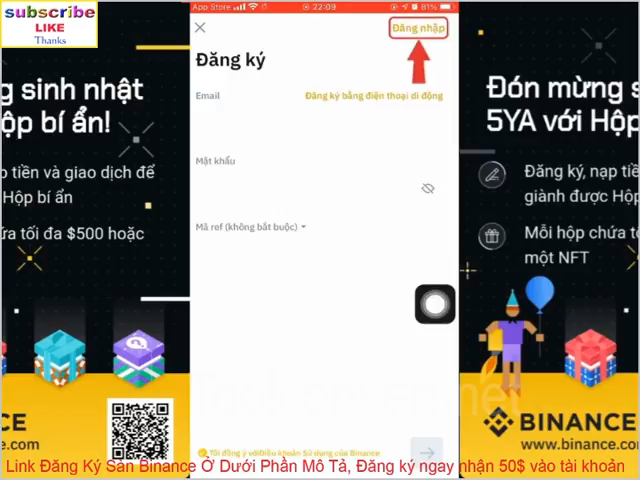 subscribe
LIKE
Thanks
g sinh nhật
ộp bí ẩn!
p tiền và giao dịch để
Hộp bí ẩn
ứa tối đa $500 hoặc
NCE
e.com
App Store
22:09
81%
Đăng nhập
Đăng ký
Email
Đăng ký bằng điện thoại di động
Mật khẩu
Mã ref (không bắt buộc)
Tôi đồng ý với Điều khoản Sử dụng của Binance
Đón mừng s
5YA với Hộp
Đăng ký, nạp tiề
giành được Hộp
Mỗi hộp chứa tố
một NFT
BINANCE
www.binance.com
Link Đăng Ký Sàn Binance Ở Dưới Phần Mô Tả, Đăng ký ngay nhận 50$ vào tài khoản